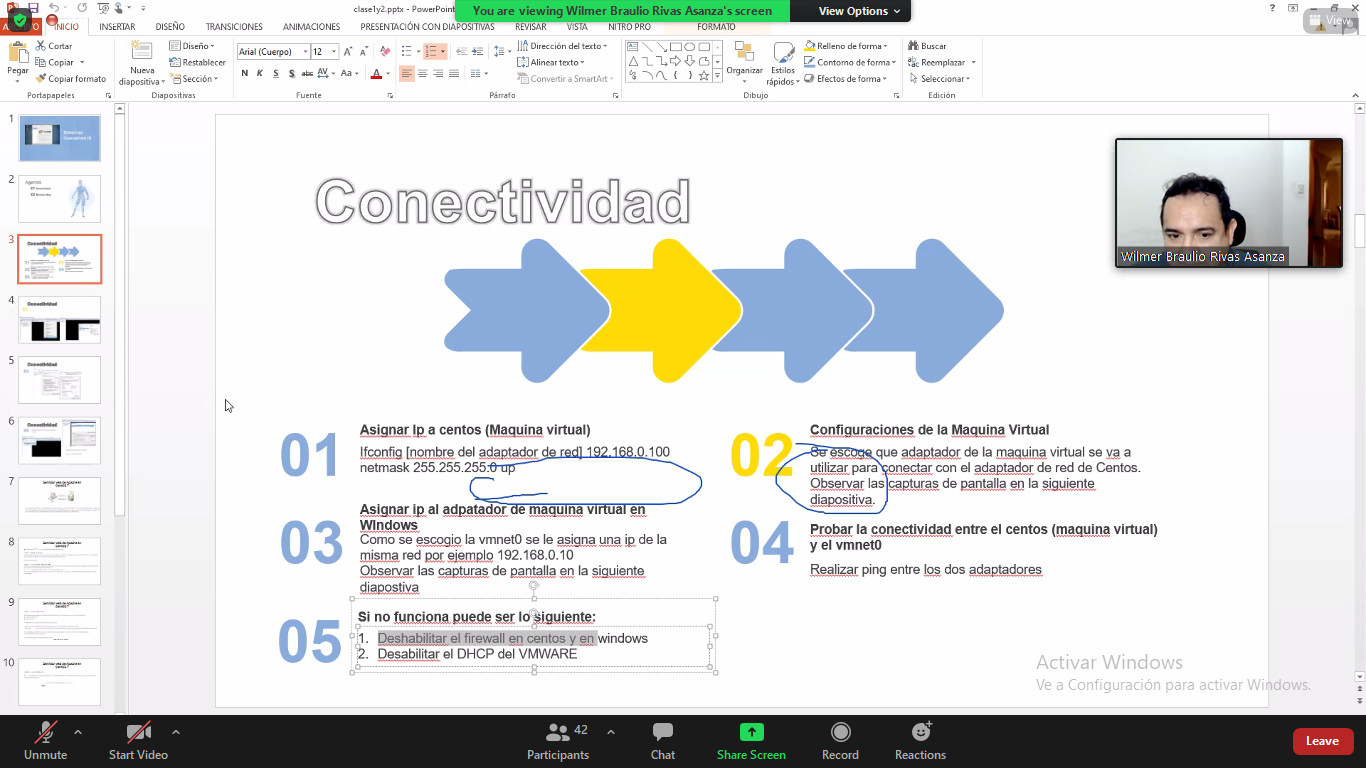 clase1y2.pptx - PowerPoint
You are viewing Wilmer Braulio Rivas Asanza's screen
View Options
View
INICIO
INSERTAR
DISEÑO
TRANSICIONES
ANIMACIONES
PRESENTACIÓN CON DIAPOSITIVAS
REVISAR
VISTA
NITRO PRO
FORMATO
Pegar
Cortar
Copiar
Copiar formato
Portapapeles
Nueva
diapositiva
Diseño
Restablecer
Sección
Diapositivas
Arial (Cuerpo)
12
N K S S abc AV Aa A
Fuente
Dirección del texto
Alinear texto
Convertir a SmartArt
Párrafo
Organizar
Estilos
rápidos
Relleno de forma
Contorno de forma
Efectos de forma
Dibujo
Buscar
Reemplazar
Seleccionar
Edición
1
2
3
4
5
6
7
8
9
10
Agenda
Conectividad
Conectividad
01
Asignar Ip a centos (Maquina virtual)
Ifconfig [nombre del adaptador de red] 192.168.0.100
netmask 255.255.255.0 up
02
Configuraciones de la Maquina Virtual
Se escoge que adaptador de la maquina virtual se va a
utilizar para conectar con el adaptador de red de Centos.
Observar las capturas de pantalla en la siguiente
diapositiva.
03
Asignar ip al adpatador de maquina virtual en
WIndows
Como se escogio la vmnet0 se le asigna una ip de la
misma red por ejemplo 192.168.0.10
Observar las capturas de pantalla en la siguiente
diapostiva
04
Probar la conectividad entre el centos (maquina virtual)
y el vmnet0
Realizar ping entre los dos adaptadores
05
Si no funciona puede ser lo siguiente:
1. Deshabilitar el firewall en centos y en windows
2. Desabilitar el DHCP del VMWARE
Wilmer Braulio Rivas Asanza
Activar Windows
Ve a Configuración para activar Windows.
Unmute
Start Video
Participants
42
Chat
Share Screen
Record
Reactions
Leave